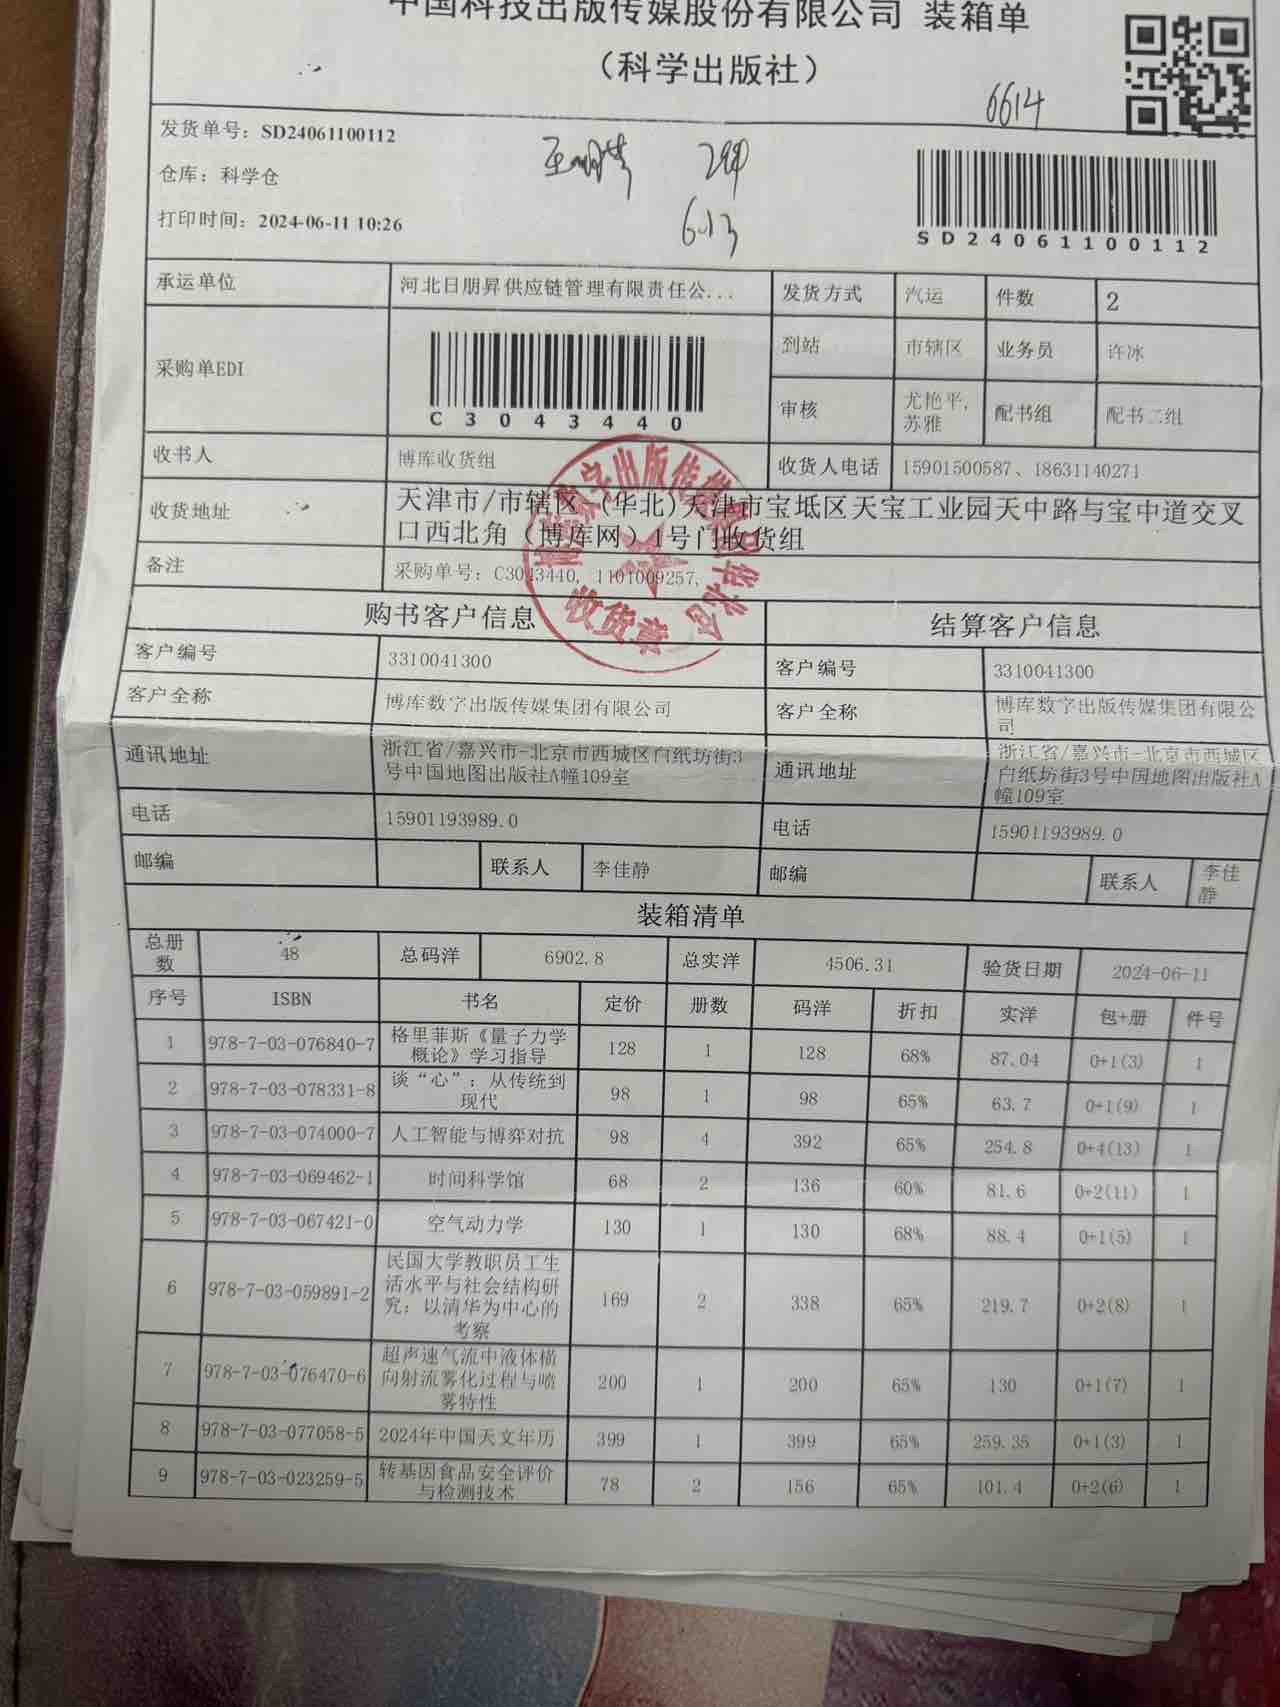 中国科技出版传媒股份有限公司 装箱单
（科学出版社）
6614
发货单号：SD24061100112
仓库：科学仓
打印时间：2024-06-11 10:26
2件
6.13
SD24061100112
承运单位 河北日朋昇供应链管理有限责任公... 发货方式 汽运 件数 2
采购单EDI C3043440 到站 市辖区 业务员 许冰
审核 尤艳平,苏雅 配书组 配书二组
收书人 博库收货组 收货人电话 15901500587、18631140271
收货地址 天津市/市辖区 (华北)天津市宝坻区天宝工业园天中路与宝中道交叉
口西北角（博库网）1号门收货组
备注 采购单号：C3043440, 1101009257,
收货章
购书客户信息 结算客户信息
客户编号 3310041300 客户编号 3310041300
客户全称 博库数字出版传媒集团有限公司 客户全称 博库数字出版传媒集团有限公司
通讯地址 浙江省/嘉兴市-北京市西城区白纸坊街3号中国地图出版社A幢109室 通讯地址 浙江省/嘉兴市-北京市西城区白纸坊街3号中国地图出版社A幢109室
电话 15901193989.0 电话 15901193989.0
邮编 联系人 李佳静 邮编 联系人 李佳静
装箱清单
总册数 48 总码洋 6902.8 总实洋 4506.31 验货日期 2024-06-11
序号 ISBN 书名 定价 册数 码洋 折扣 实洋 包+册 件号
1 978-7-03-076840-7 格里菲斯《量子力学概论》学习指导 128 1 128 68% 87.04 0+1(3) 1
2 978-7-03-078331-8 谈“心”：从传统到现代 98 1 98 65% 63.7 0+1(9) 1
3 978-7-03-074000-7 人工智能与博弈对抗 98 4 392 65% 254.8 0+4(13) 1
4 978-7-03-069462-1 时间科学馆 68 2 136 60% 81.6 0+2(11) 1
5 978-7-03-067421-0 空气动力学 130 1 130 68% 88.4 0+1(5) 1
6 978-7-03-059891-2 民国大学教职员工生活水平与社会结构研究：以清华为中心的考察 169 2 338 65% 219.7 0+2(8) 1
7 978-7-03-076470-6 超声速气流中液体横向射流雾化过程与喷雾特性 200 1 200 65% 130 0+1(7) 1
8 978-7-03-077058-5 2024年中国天文年历 399 1 399 65% 259.35 0+1(3) 1
9 978-7-03-023259-5 转基因食品安全评价与检测技术 78 2 156 65% 101.4 0+2(6) 1